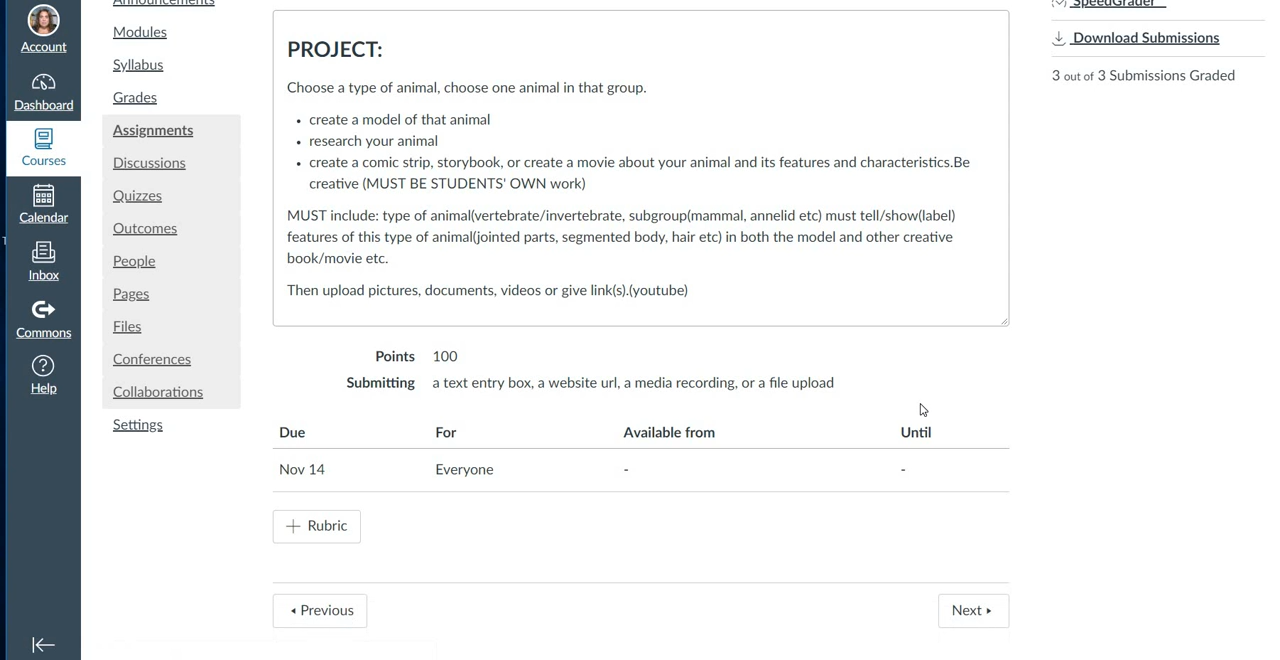 Account
Dashboard
Courses
Calendar
Inbox
Commons
Help
Announcements
Modules
Syllabus
Grades
Assignments
Discussions
Quizzes
Outcomes
People
Pages
Files
Conferences
Collaborations
Settings
PROJECT:
Choose a type of animal, choose one animal in that group.
• create a model of that animal
• research your animal
• create a comic strip, storybook, or create a movie about your animal and its features and characteristics.Be
creative (MUST BE STUDENTS' OWN work)
MUST include: type of animal(vertebrate/invertebrate, subgroup(mammal, annelid etc) must tell/show(label)
features of this type of animal(jointed parts, segmented body, hair etc) in both the model and other creative
book/movie etc.
Then upload pictures, documents, videos or give link(s).(youtube)
Points 100
Submitting a text entry box, a website url, a media recording, or a file upload
Due For Available from Until
Nov 14 Everyone - -
+ Rubric
Previous
Next
SpeedGrader
Download Submissions
3 out of 3 Submissions Graded